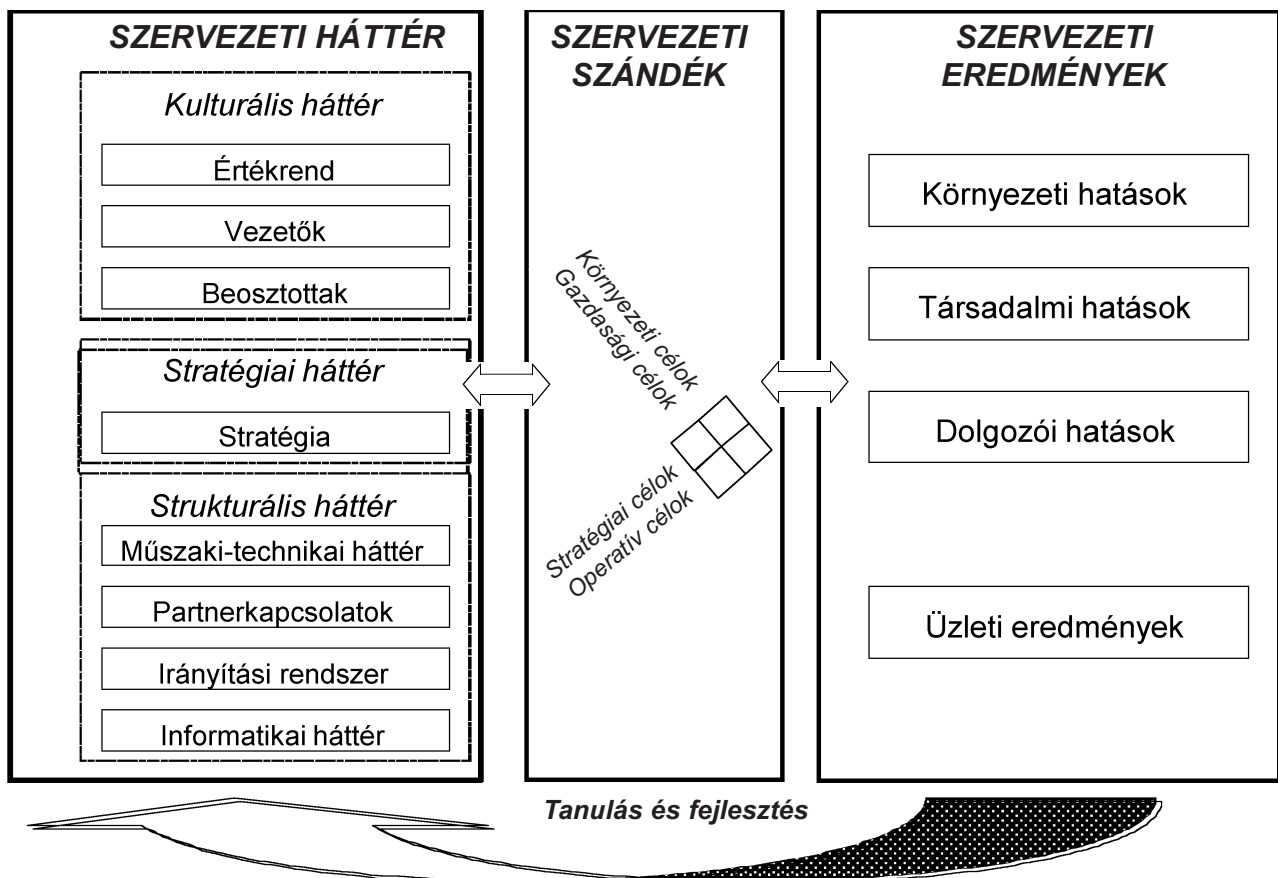 SZERVEZETI HÁTTÉR
Kulturális háttér
Értékrend
Vezetők
Beosztottak
Stratégiai háttér
Stratégia
Strukturális háttér
Műszaki-technikai háttér
Partnerkapcsolatok
Irányítási rendszer
Informatikai háttér
SZERVEZETI
SZÁNDÉK
Környezeti célok
Gazdasági célok
Stratégiai célok
Operatív célok
SZERVEZETI
EREDMÉNYEK
Környezeti hatások
Társadalmi hatások
Dolgozói hatások
Üzleti eredmények
Tanulás és fejlesztés